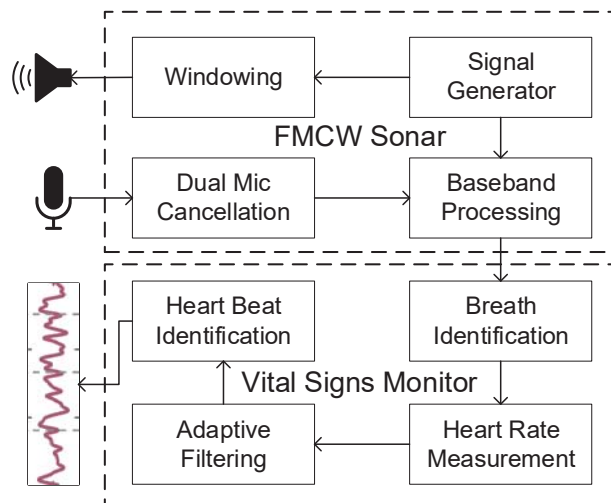 Windowing
Signal
Generator
FMCW Sonar
Dual Mic
Cancellation
Baseband
Processing
Heart Beat
Identification
Breath
Identification
Vital Signs Monitor
Adaptive
Filtering
Heart Rate
Measurement